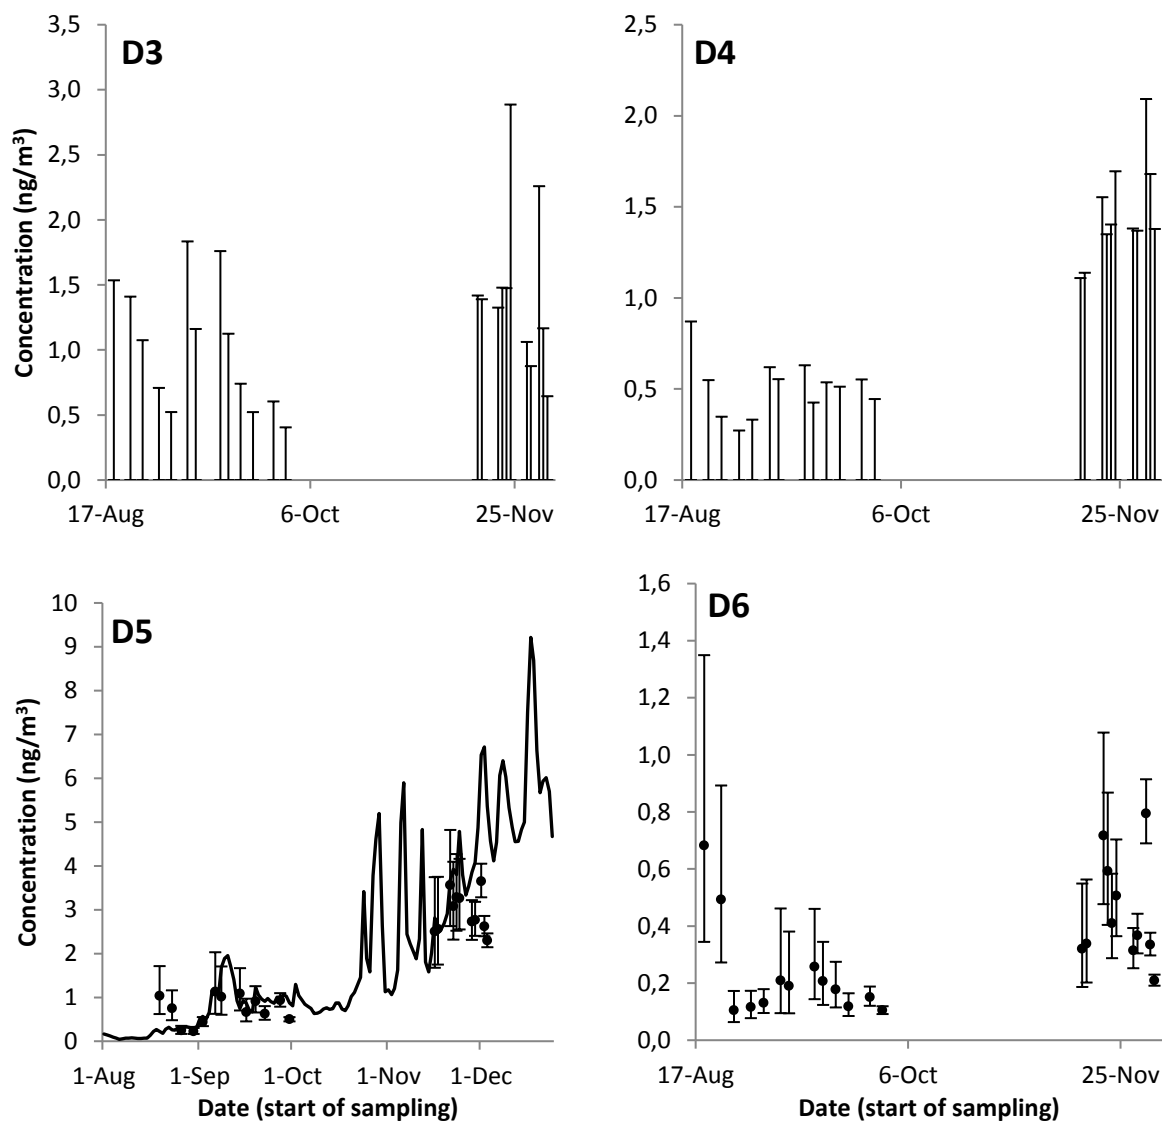 D3
Concentration (ng/m³)
3,5
3,0
2,5
2,0
1,5
1,0
0,5
0,0
17-Aug 6-Oct 25-Nov
D4
2,5
2,0
1,5
1,0
0,5
0,0
17-Aug 6-Oct 25-Nov
D5
Concentration (ng/m³)
10
9
8
7
6
5
4
3
2
1
0
1-Aug 1-Sep 1-Oct 1-Nov 1-Dec
Date (start of sampling)
D6
1,6
1,4
1,2
1,0
0,8
0,6
0,4
0,2
0,0
17-Aug 6-Oct 25-Nov
Date (start of sampling)